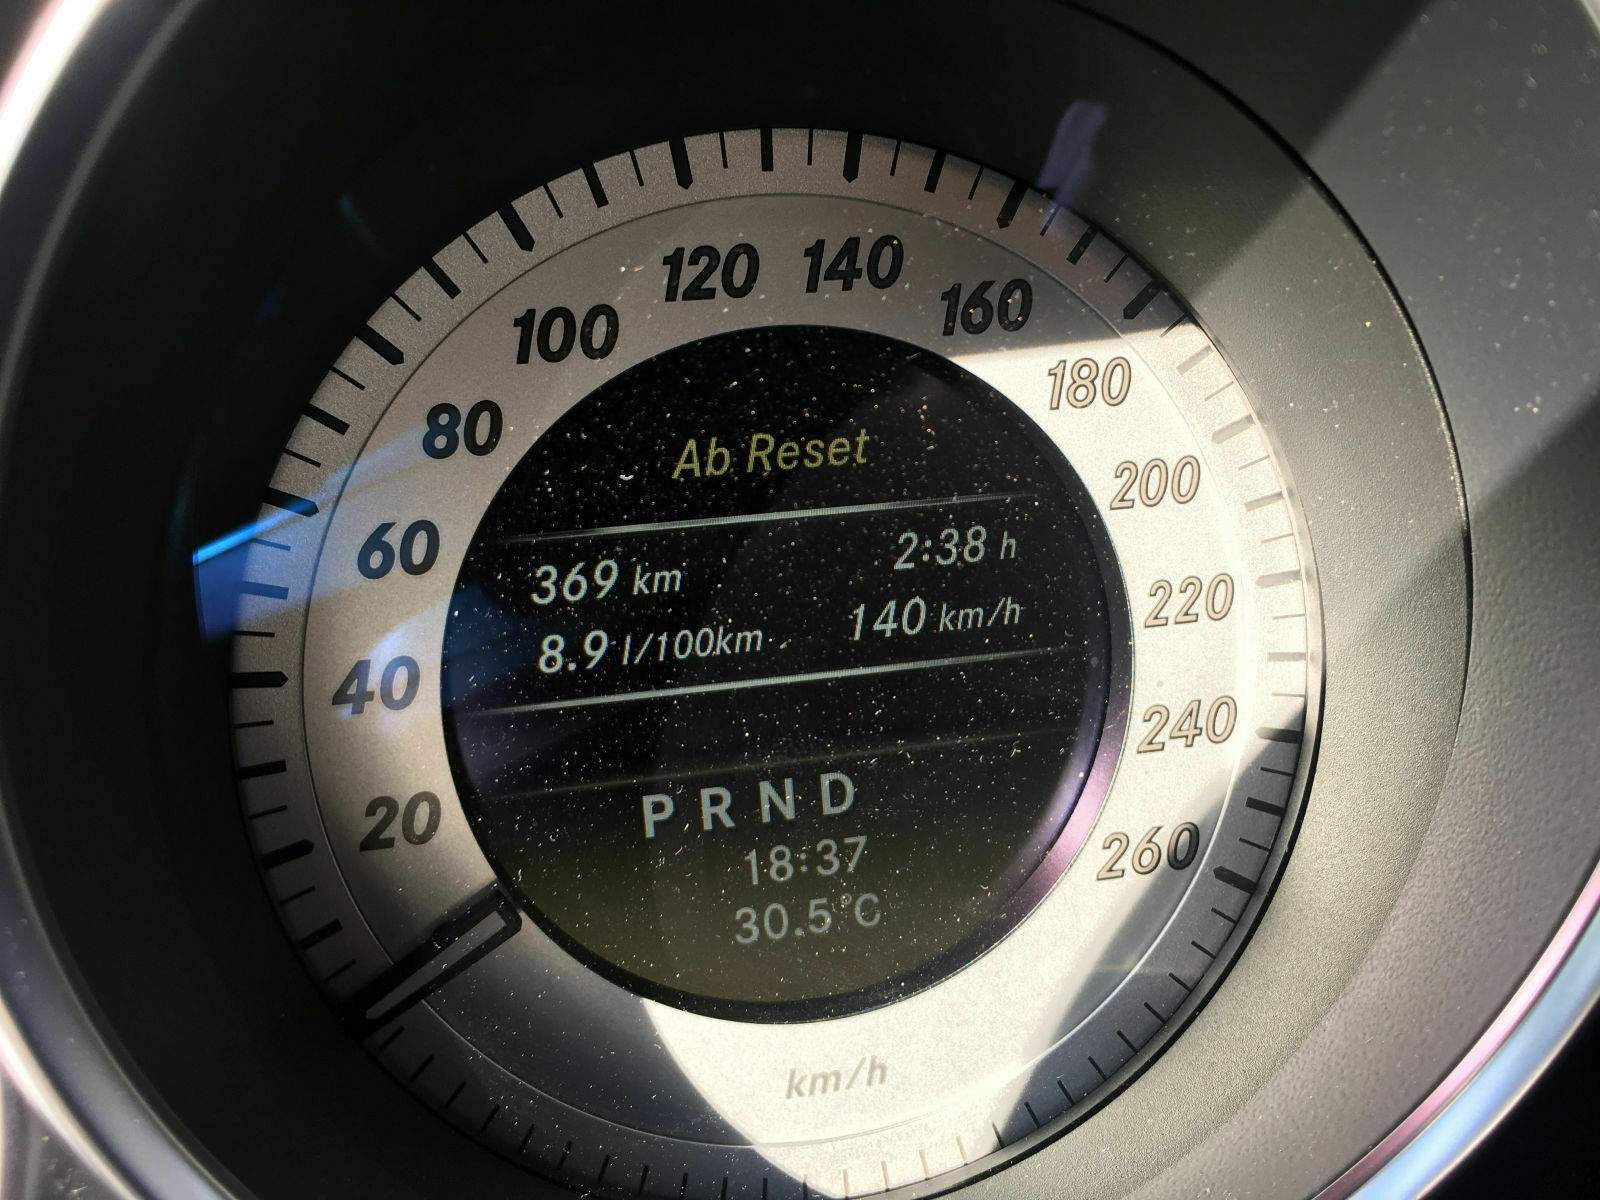 120 140
100 160
80 180
Ab Reset
200
2:38 h
60 369 km 220
8.9 l/100km 140 km/h
40 240
P R N D
20 18:37 260
30.5°C
km/h